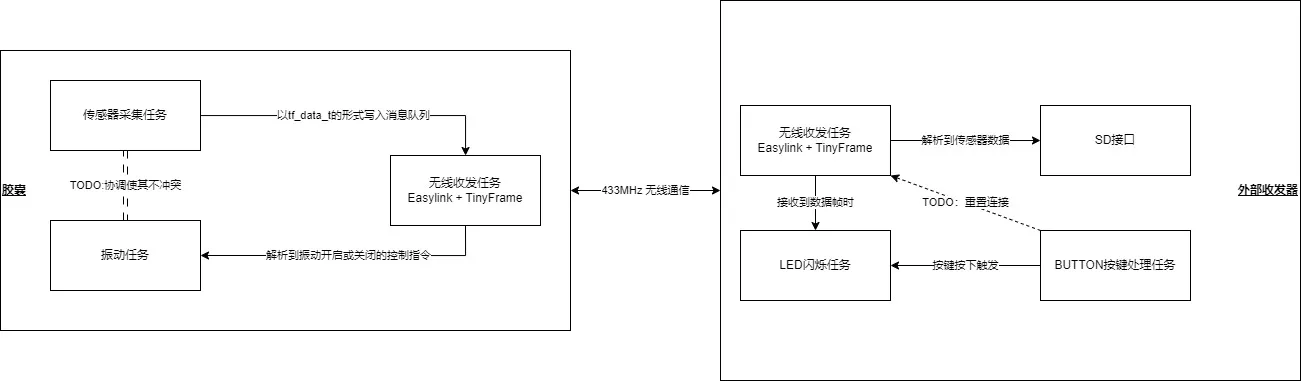 传感器采集任务
以tf_data_t的形式写入消息队列
无线收发任务
Easylink + TinyFrame
TODO:协调使其不冲突
胶囊
振动任务
解析到振动开启或关闭的控制指令
433MHz 无线通信
无线收发任务
Easylink + TinyFrame
解析到传感器数据
SD接口
外部收发器
接收到数据帧时
TODO：重置连接
LED闪烁任务
按键按下触发
BUTTON按键处理任务